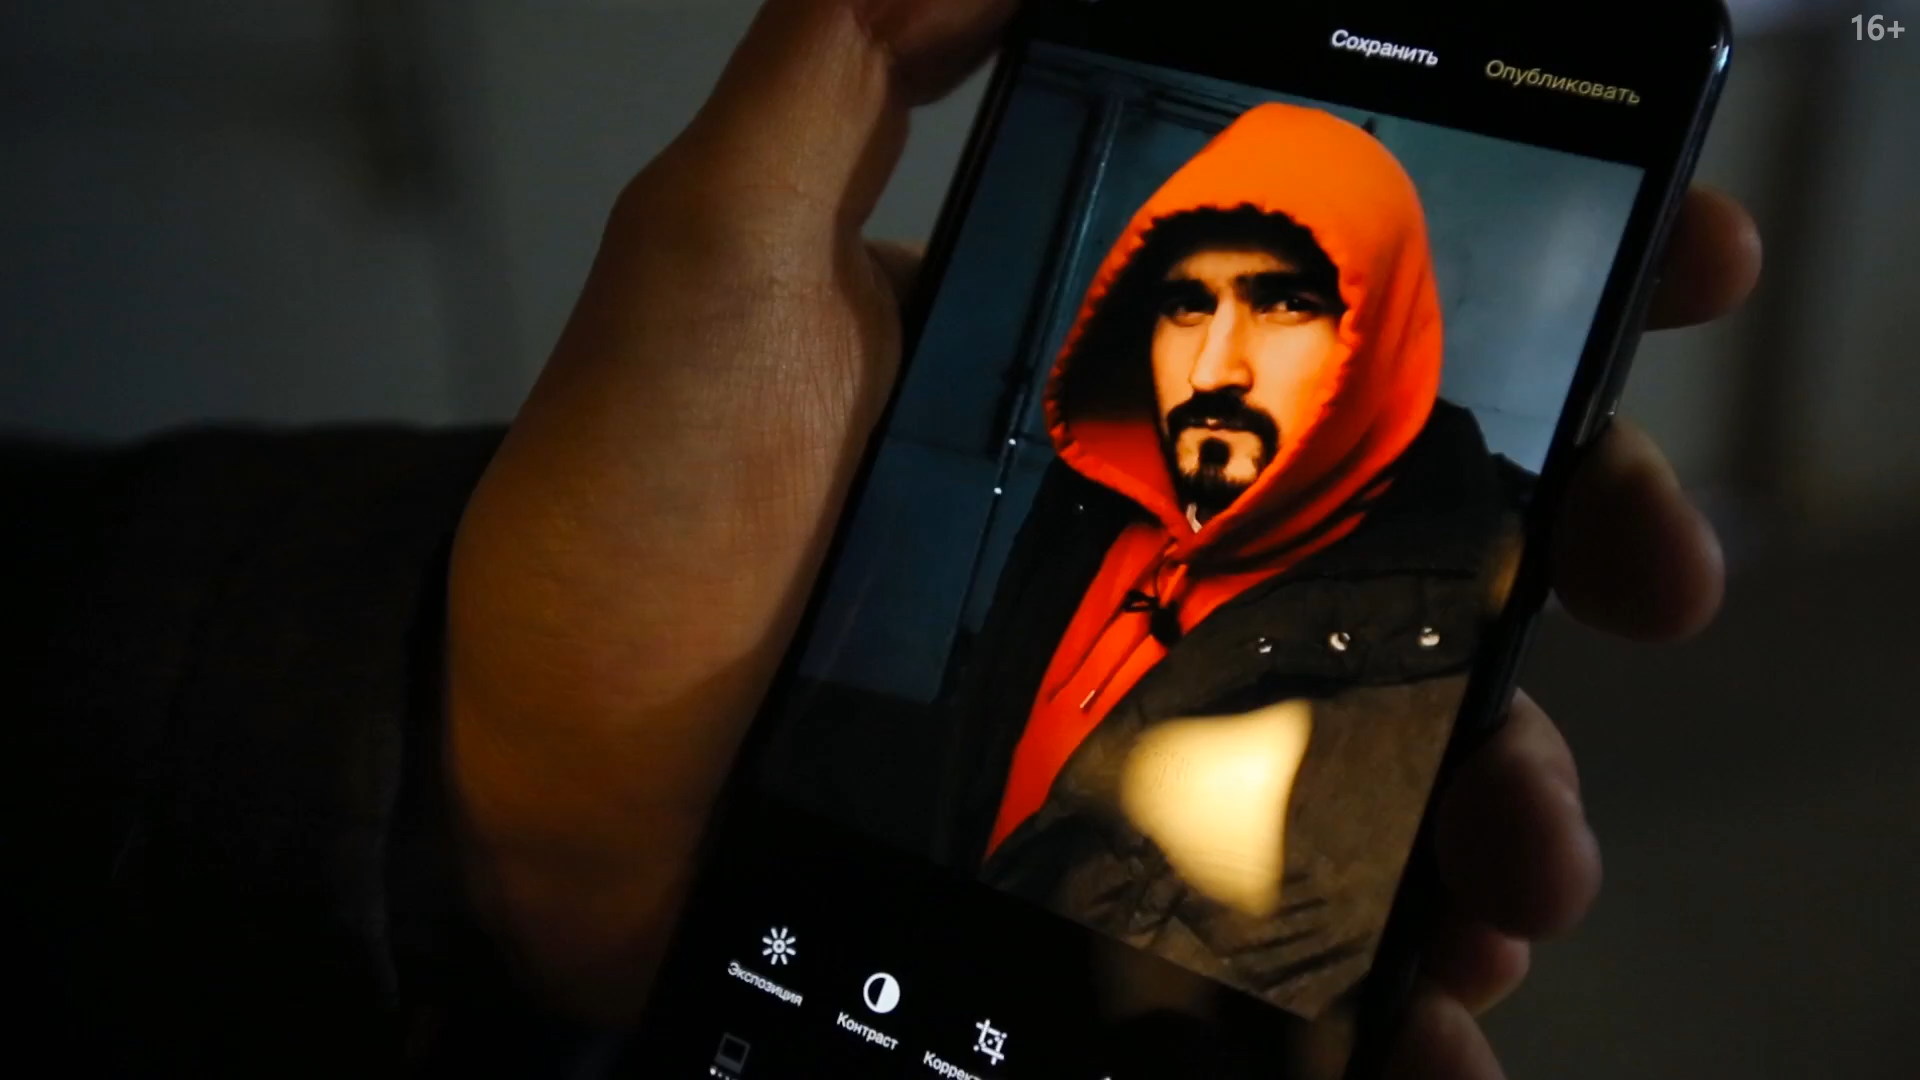 16+
Сохранить
Опубликовать
Экспозиция
Контраст